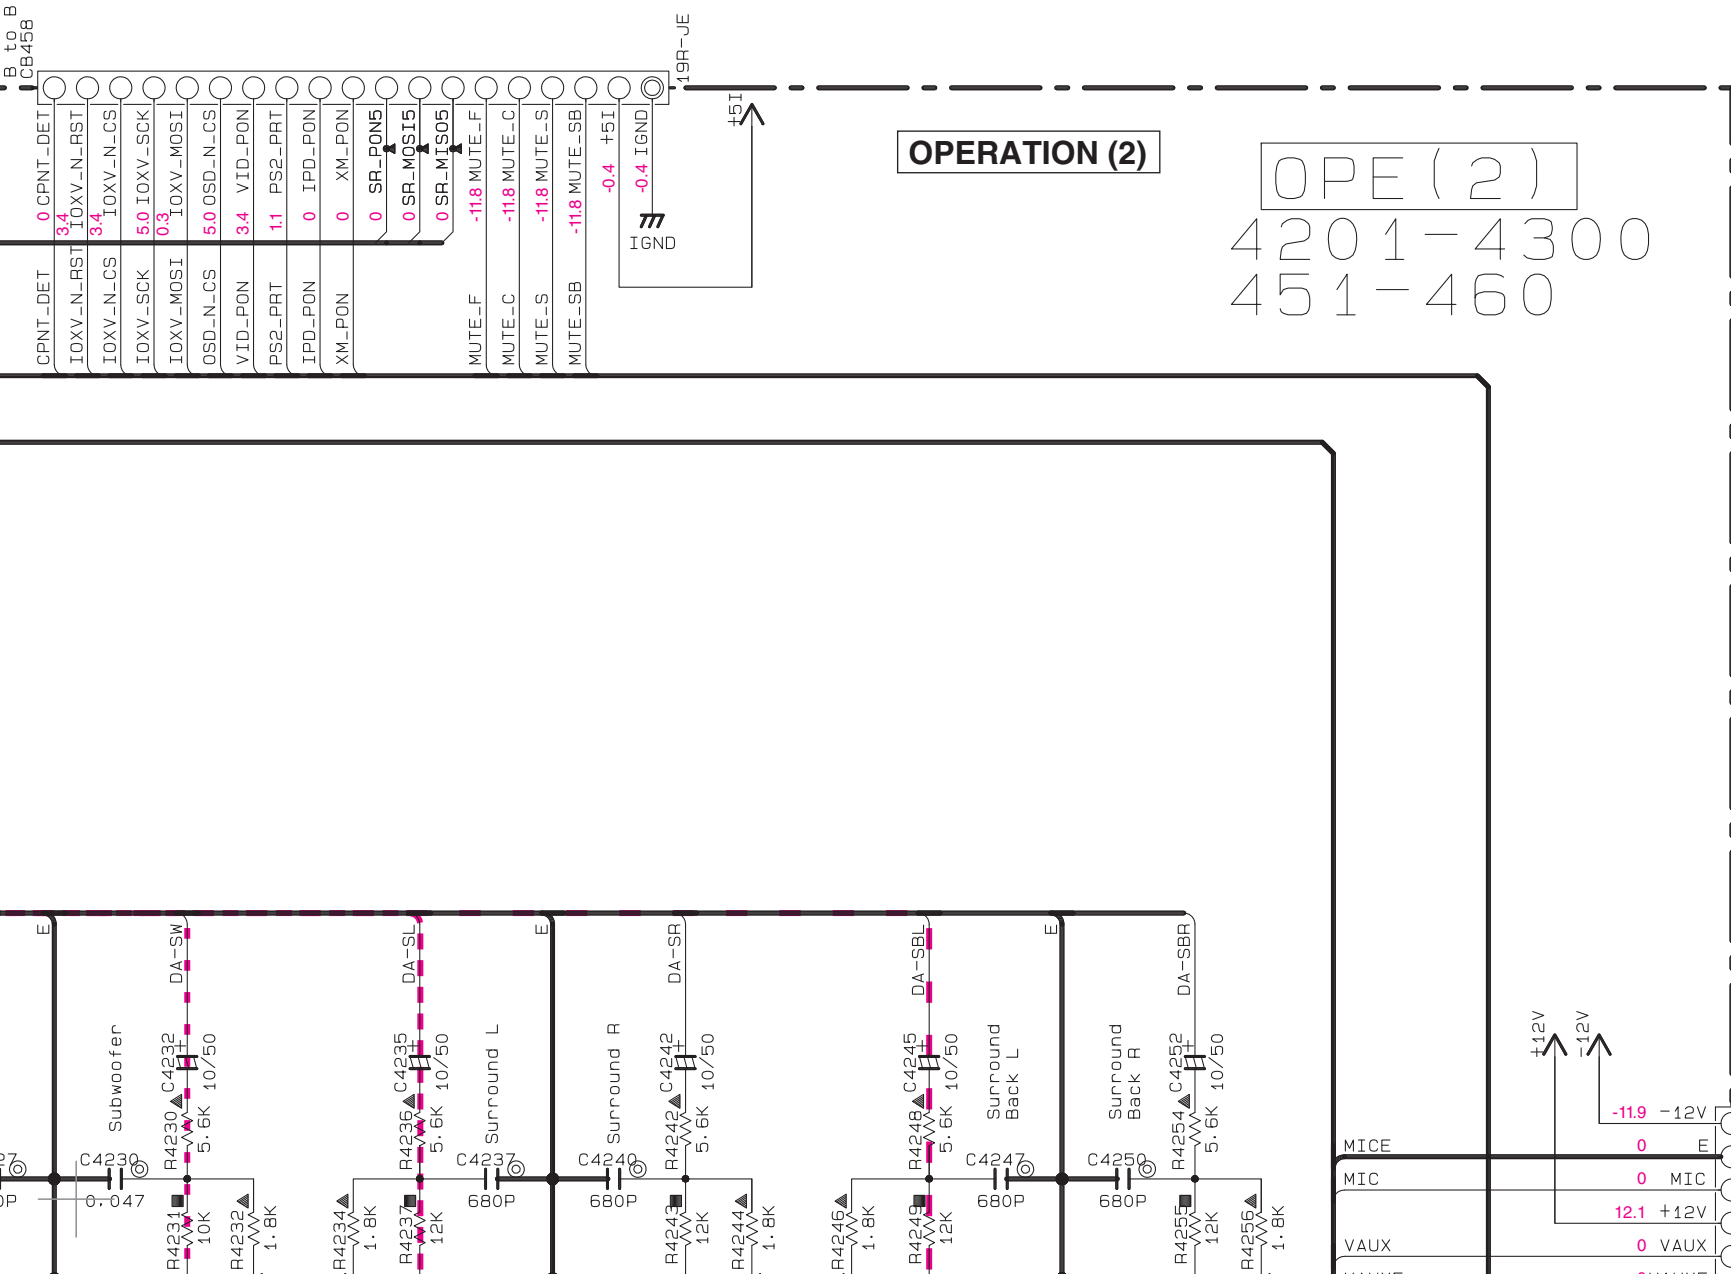 B to B
CB458
19R-JE
0 CPNT_DET
3.4 IOXV_N_RST
3.4 IOXV_N_CS
5.0 IOXV_SCK
0.3 IOXV_MOSI
5.0 OSD_N_CS
3.4 VID_PON
1.1 PS2_PRT
0 IPD_PON
0 XM_PON
0 SR_PON5
0 SR_MOSI5
0 SR_MISO5
-11.8 MUTE_F
-11.8 MUTE_C
-11.8 MUTE_S
-11.8 MUTE_SB
-0.4 +5I
-0.4 IGND
IGND
+5I
OPERATION (2)
OPE(2)
4201-4300
451-460
CPNT_DET
IOXV_N_RST
IOXV_N_CS
IOXV_SCK
IOXV_MOSI
OSD_N_CS
VID_PON
PS2_PRT
IPD_PON
XM_PON
MUTE_F
MUTE_C
MUTE_S
MUTE_SB
E
DA-SW
DA-SL
E
DA-SR
DA-SBL
E
DA-SBR
Subwoofer
C4232
10/50
C4235
10/50
Surround L
Surround R
C4242
10/50
C4245
10/50
Surround
Back L
Surround
Back R
C4252
10/50
R4230
5.6K
R4236
5.6K
R4242
5.6K
R4248
5.6K
R4254
5.6K
C4230
0.047
C4237
680P
C4240
680P
C4247
680P
C4250
680P
R4231
10K
R4232
1.8K
R4234
1.8K
R4237
12K
R4243
12K
R4244
1.8K
R4246
1.8K
R4249
12K
R4255
12K
R4256
1.8K
+12V
-12V
-11.9 -12V
MICE 0 E
MIC 0 MIC
12.1 +12V
VAUX 0 VAUX